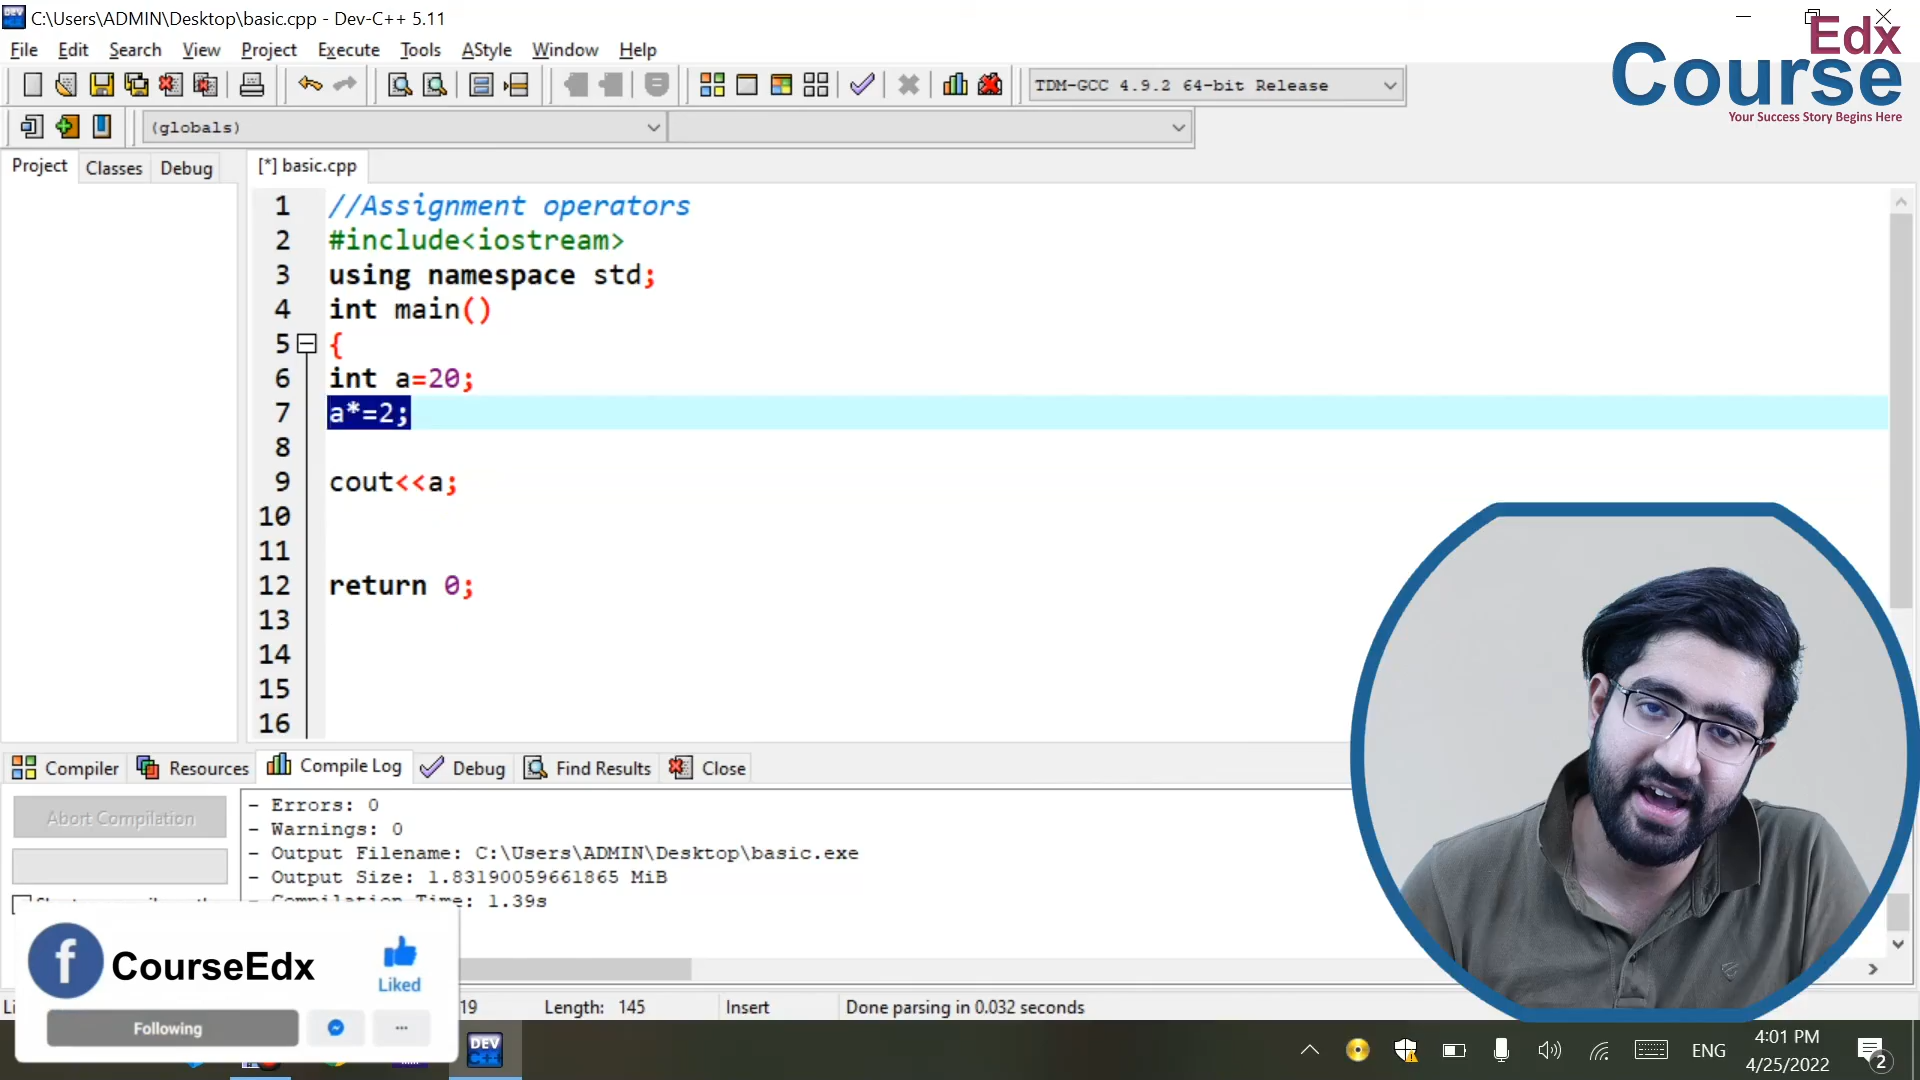 C:\Users\ADMIN\Desktop\basic.cpp - Dev-C++ 5.11
Edx
Course
Your Success Story Begins Here
File Edit Search View Project Execute Tools AStyle Window Help
TDM-GCC 4.9.2 64-bit Release
(globals)
Project Classes Debug
[*] basic.cpp
1 //Assignment operators
2 #include<iostream>
3 using namespace std;
4 int main()
5 {
6 int a=20;
7 a*=2;
8
9 cout<<a;
10
11
12 return 0;
13
14
15
16
Compiler Resources Compile Log Debug Find Results Close
Abort Compilation
- Errors: 0
- Warnings: 0
- Output Filename: C:\Users\ADMIN\Desktop\basic.exe
- Output Size: 1.83190059661865 MiB
- Compilation Time: 1.39s
f CourseEdx
Liked
Following
...
19 Length: 145 Insert Done parsing in 0.032 seconds
DEV
C++
ENG
4:01 PM
4/25/2022
2